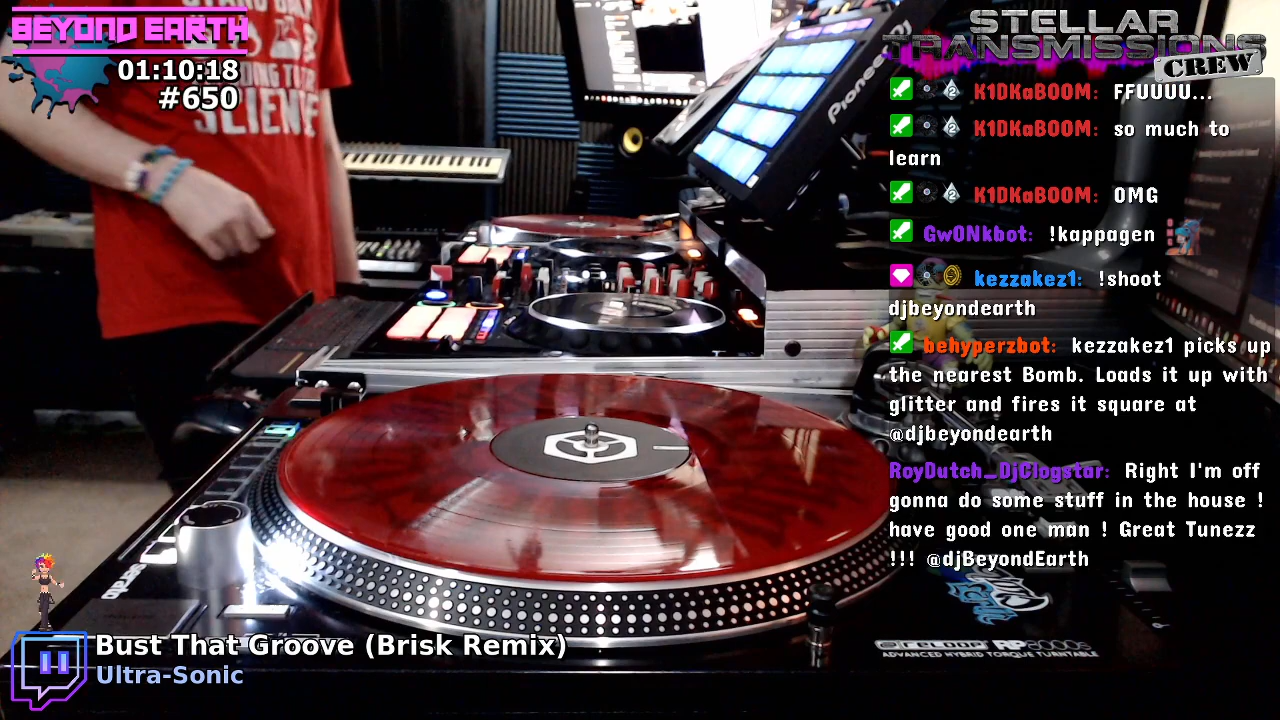 BEYOND EARTH
01:10:18
#650
SCIENCE
Pioneer
STELLAR
TRANSMISSIONS
CREW
K1DKaBOOM: FFUUUU...
K1DKaBOOM: so much to
learn
K1DKaBOOM: OMG
GwONkbot: !kappagen
kezzakez1: !shoot
djbeyondearth
behyperzbot: kezzakez1 picks up
the nearest Bomb. Loads it up with
glitter and fires it square at
@djbeyondearth
RoyDutch_DjClogstar: Right I'm off
gonna do some stuff in the house !
have good one man ! Great Tunezz
!!! @djBeyondEarth
serato
Bust That Groove (Brisk Remix)
Ultra-Sonic
reloop RP8000s
ADVANCED HYBRID TORQUE TURNTABLE